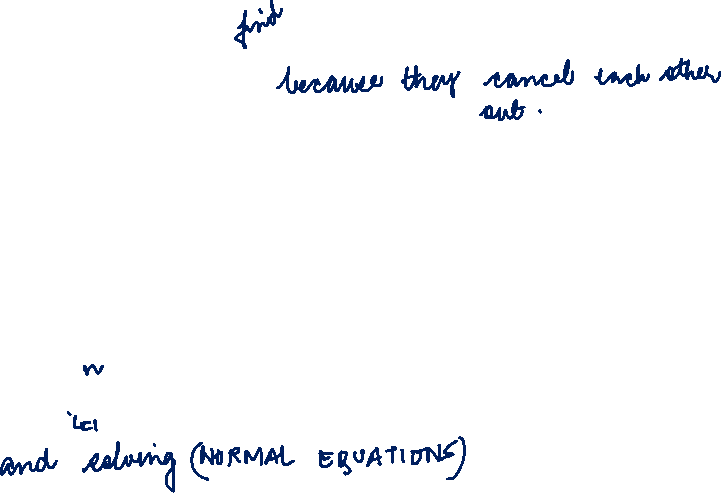 find
because they cancel each other
out.
n
i=1
and solving (NORMAL EQUATIONS)